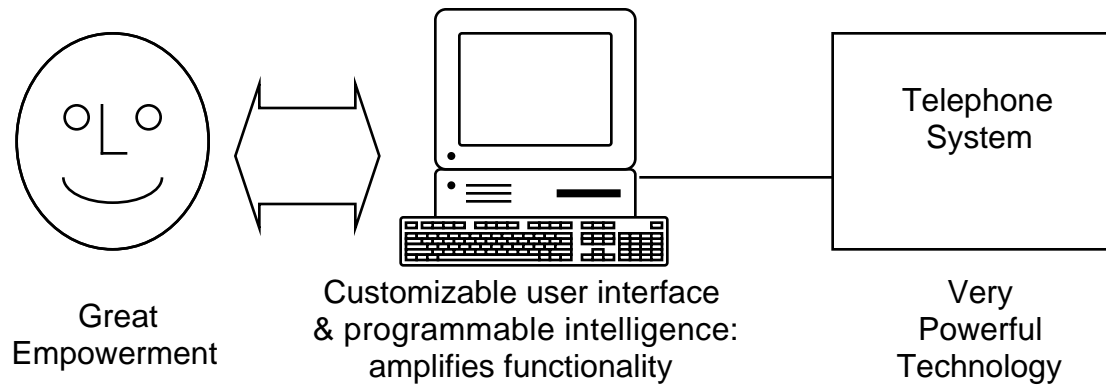 Telephone
System
Great
Empowerment
Customizable user interface
& programmable intelligence:
amplifies functionality
Very
Powerful
Technology